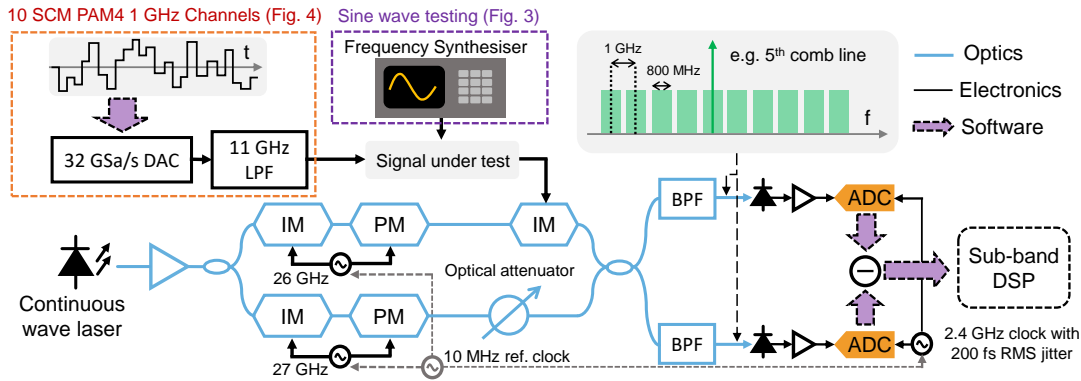 10 SCM PAM4 1 GHz Channels (Fig. 4)
Sine wave testing (Fig. 3)
t
Frequency Synthesiser
1 GHz
800 MHz
e.g. 5th comb line
f
Optics
Electronics
Software
32 GSa/s DAC
11 GHz
LPF
Signal under test
IM
PM
IM
BPF
ADC
26 GHz
Continuous
wave laser
Optical attenuator
−
Sub-band
DSP
IM
PM
BPF
ADC
27 GHz
10 MHz ref. clock
2.4 GHz clock with
200 fs RMS jitter